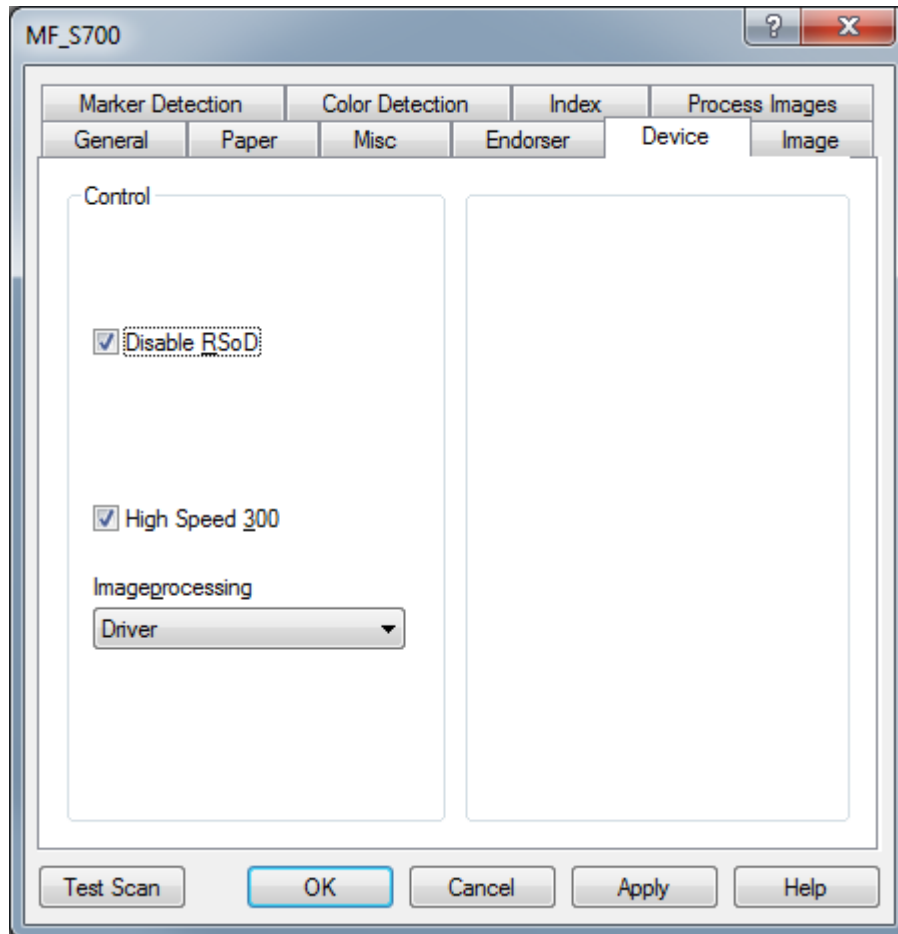 MF_S700
Marker Detection Color Detection Index Process Images
General Paper Misc Endorser Device Image
Control
Disable RSoD
High Speed 300
Imageprocessing
Driver
Test Scan OK Cancel Apply Help